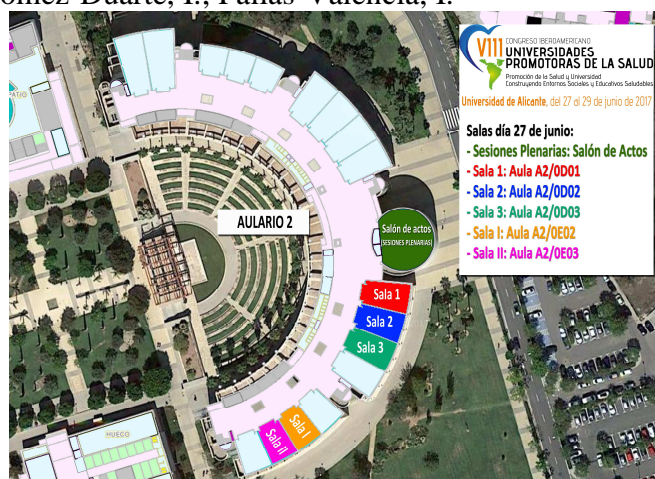 Gómez-Duarte, I., Farías-Valencia, I.
VIII CONGRESO IBEROAMERICANO
UNIVERSIDADES
PROMOTORAS DE LA SALUD
Promoción de la Salud y Universidad
Construyendo Entornos Sociales y Educativos Saludables
Universidad de Alicante, del 27 al 29 de junio de 2017
Salas día 27 de junio:
- Sesiones Plenarias: Salón de Actos
- Sala 1: Aula A2/0D01
- Sala 2: Aula A2/0D02
- Sala 3: Aula A2/0D03
- Sala I: Aula A2/0E02
- Sala II: Aula A2/0E03
PATIO
AULARIO 2
Salón de actos
(SESIONES PLENARIAS)
Sala 1
Sala 2
Sala 3
Sala I
Sala II
HUECO